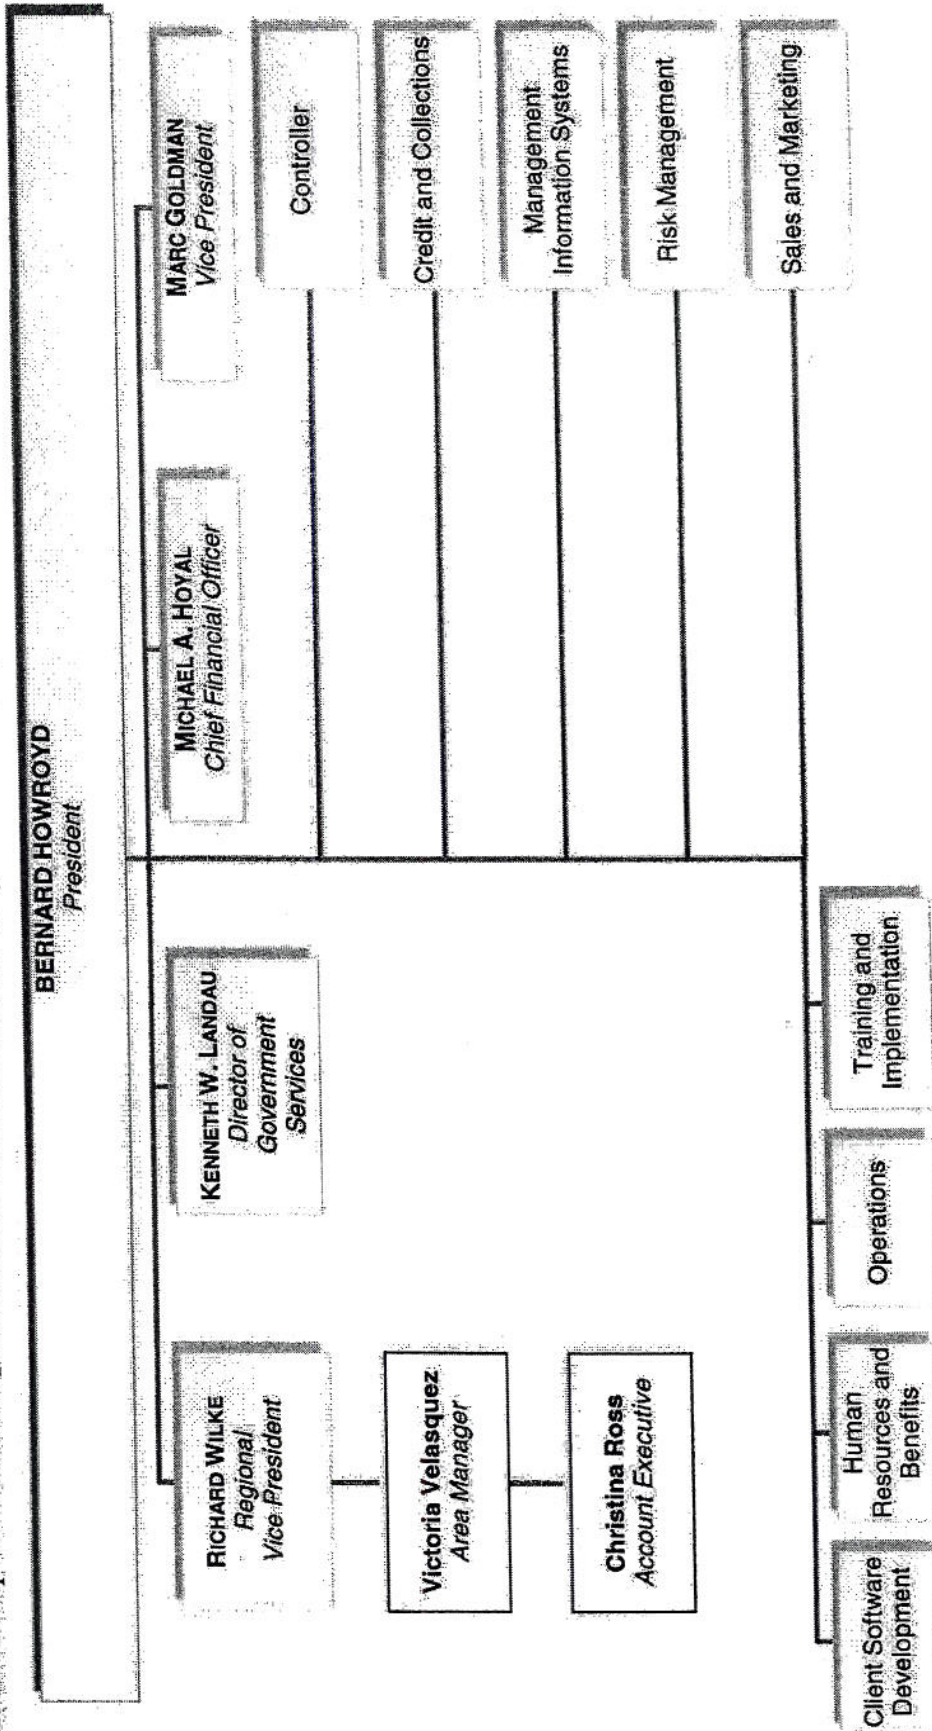 BERNARD HOWROYD
President
RICHARD WILKE
Regional
Vice President
KENNETH W. LANDAU
Director of
Government
Services
MICHAEL A. HOYAL
Chief Financial Officer
MARC GOLDMAN
Vice President
Victoria Velasquez
Area Manager
Christina Ross
Account Executive
Controller
Credit and Collections
Management
Information Systems
Risk Management
Sales and Marketing
Client Software
Development
Human
Resources and
Benefits
Operations
Training and
Implementation